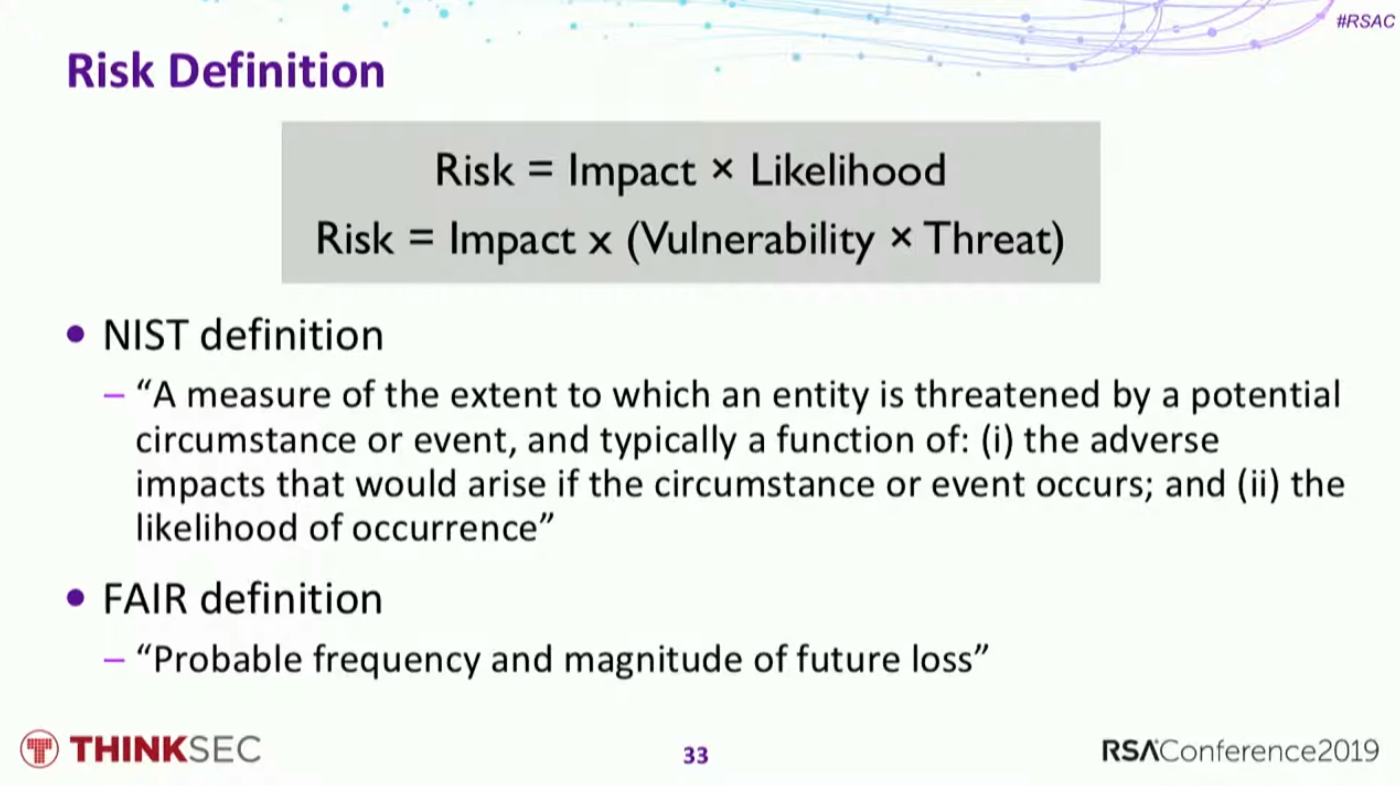 #RSAC
Risk Definition
Risk = Impact × Likelihood
Risk = Impact x (Vulnerability × Threat)
• NIST definition
– “A measure of the extent to which an entity is threatened by a potential
circumstance or event, and typically a function of: (i) the adverse
impacts that would arise if the circumstance or event occurs; and (ii) the
likelihood of occurrence”
• FAIR definition
– “Probable frequency and magnitude of future loss”
THINKSEC
33
RSAConference2019